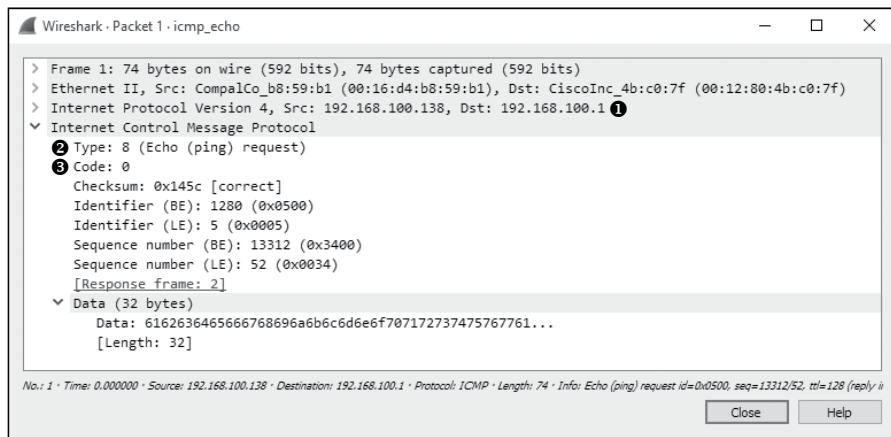 Wireshark · Packet 1 · icmp_echo
> Frame 1: 74 bytes on wire (592 bits), 74 bytes captured (592 bits)
> Ethernet II, Src: CompalCo_b8:59:b1 (00:16:d4:b8:59:b1), Dst: CiscoInc_4b:c0:7f (00:12:80:4b:c0:7f)
> Internet Protocol Version 4, Src: 192.168.100.138, Dst: 192.168.100.1 ❶
Internet Control Message Protocol
❷ Type: 8 (Echo (ping) request)
❸ Code: 0
Checksum: 0x145c [correct]
Identifier (BE): 1280 (0x0500)
Identifier (LE): 5 (0x0005)
Sequence number (BE): 13312 (0x3400)
Sequence number (LE): 52 (0x0034)
[Response frame: 2]
Data (32 bytes)
Data: 6162636465666768696a6b6c6d6e6f707172737475767761...
[Length: 32]
No.: 1 · Time: 0.000000 · Source: 192.168.100.138 · Destination: 192.168.100.1 · Protocol: ICMP · Length: 74 · Info: Echo (ping) request id=0x0500, seq=13312/52, ttl=128 (reply i
Close Help